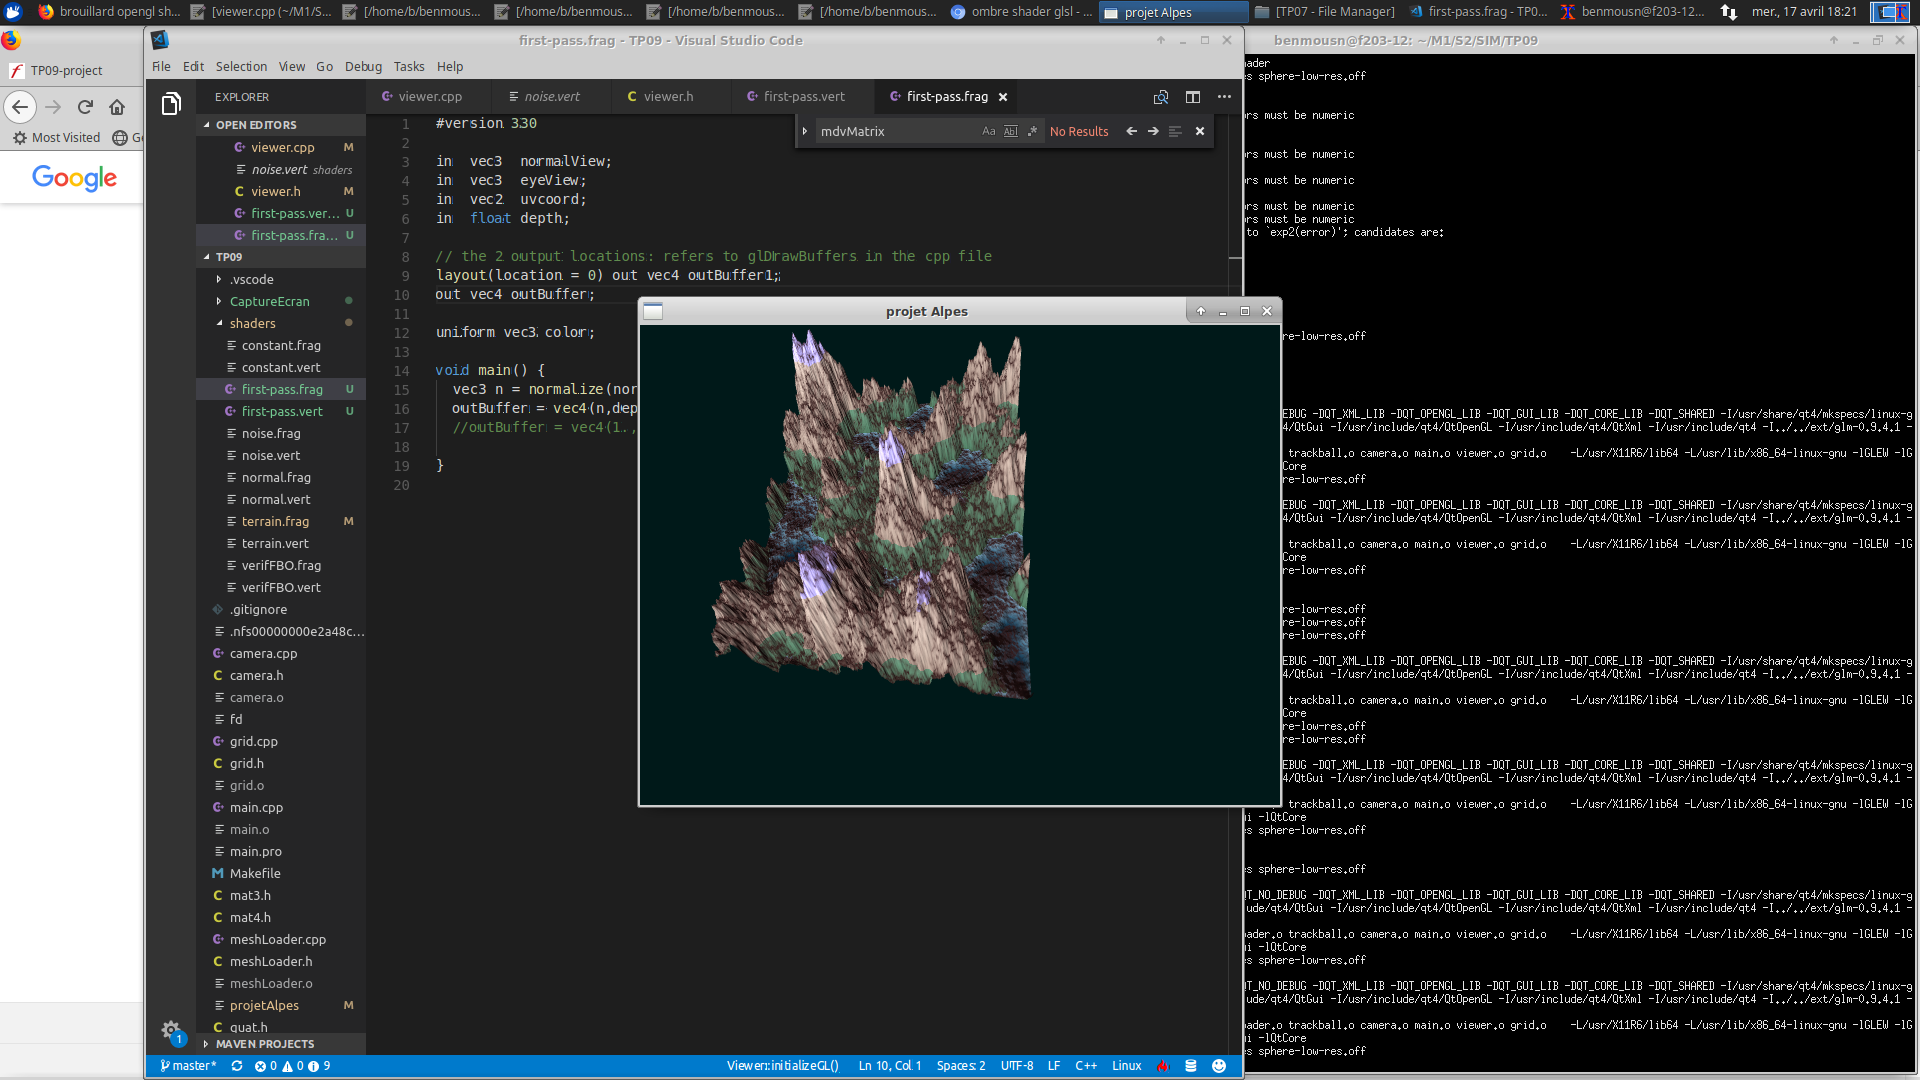 brouillard opengl sh...
[viewer.cpp (~/M1/S...
[/home/b/benmous...
[/home/b/benmous...
[/home/b/benmous...
[/home/b/benmous...
ombre shader glsl - ...
projet Alpes
[TP07 - File Manager]
first-pass.frag - TP0...
benmousn@f203-12...
mer., 17 avril 18:21
first-pass.frag - TP09 - Visual Studio Code
benmousn@f203-12: ~/M1/S2/SIM/TP09
TP09-project
Most Visited
Ge
Google
File Edit Selection View Go Debug Tasks Help
EXPLORER
viewer.cpp
noise.vert
viewer.h
first-pass.vert
first-pass.frag
OPEN EDITORS
viewer.cpp M
noise.vert shaders
viewer.h M
first-pass.ver... U
first-pass.fra... U
TP09
.vscode
CaptureEcran
shaders
constant.frag
constant.vert
first-pass.frag U
first-pass.vert U
noise.frag
noise.vert
normal.frag
normal.vert
terrain.frag M
terrain.vert
verifFBO.frag
verifFBO.vert
.gitignore
.nfs00000000e2a48c...
camera.cpp
camera.h
camera.o
fd
grid.cpp
grid.h
grid.o
main.cpp
main.o
main.pro
Makefile
mat3.h
mat4.h
meshLoader.cpp
meshLoader.h
meshLoader.o
projetAlpes M
quat.h
MAVEN PROJECTS
mdvMatrix
Aa Abl .*
No Results
1 #version 330
2
3 in vec3 normalView;
4 in vec3 eyeView;
5 in vec2 uvcoord;
6 in float depth;
7
8 // the 2 output locations: refers to glDrawBuffers in the cpp file
9 layout(location = 0) out vec4 outBuffer1;
10 out vec4 outBuffer;
11
12 uniform vec3 color;
13
14 void main() {
15 vec3 n = normalize(nor
16 outBuffer = vec4(n,dep
17 //outBuffer = vec4(1.,
18
19 }
20
projet Alpes
ader
s sphere-low-res.off
rs must be numeric
rs must be numeric
rs must be numeric
rs must be numeric
rs must be numeric
to `exp2(error)'; candidates are:
re-low-res.off
EBUG -DQT_XML_LIB -DQT_OPENGL_LIB -DQT_GUI_LIB -DQT_CORE_LIB -DQT_SHARED -I/usr/share/qt4/mkspecs/linux-g
4/QtGui -I/usr/include/qt4/QtOpenGL -I/usr/include/qt4/QtXml -I/usr/include/qt4 -I../../ext/glm-0.9.4.1 -
trackball.o camera.o main.o viewer.o grid.o -L/usr/X11R6/lib64 -L/usr/lib/x86_64-linux-gnu -lGLEW -lG
Core
re-low-res.off
EBUG -DQT_XML_LIB -DQT_OPENGL_LIB -DQT_GUI_LIB -DQT_CORE_LIB -DQT_SHARED -I/usr/share/qt4/mkspecs/linux-g
4/QtGui -I/usr/include/qt4/QtOpenGL -I/usr/include/qt4/QtXml -I/usr/include/qt4 -I../../ext/glm-0.9.4.1 -
trackball.o camera.o main.o viewer.o grid.o -L/usr/X11R6/lib64 -L/usr/lib/x86_64-linux-gnu -lGLEW -lG
Core
re-low-res.off
re-low-res.off
re-low-res.off
re-low-res.off
EBUG -DQT_XML_LIB -DQT_OPENGL_LIB -DQT_GUI_LIB -DQT_CORE_LIB -DQT_SHARED -I/usr/share/qt4/mkspecs/linux-g
4/QtGui -I/usr/include/qt4/QtOpenGL -I/usr/include/qt4/QtXml -I/usr/include/qt4 -I../../ext/glm-0.9.4.1 -
trackball.o camera.o main.o viewer.o grid.o -L/usr/X11R6/lib64 -L/usr/lib/x86_64-linux-gnu -lGLEW -lG
Core
re-low-res.off
re-low-res.off
EBUG -DQT_XML_LIB -DQT_OPENGL_LIB -DQT_GUI_LIB -DQT_CORE_LIB -DQT_SHARED -I/usr/share/qt4/mkspecs/linux-g
4/QtGui -I/usr/include/qt4/QtOpenGL -I/usr/include/qt4/QtXml -I/usr/include/qt4 -I../../ext/glm-0.9.4.1 -
trackball.o camera.o main.o viewer.o grid.o -L/usr/X11R6/lib64 -L/usr/lib/x86_64-linux-gnu -lGLEW -lG
ui -lQtCore
s sphere-low-res.off
s sphere-low-res.off
QT_NO_DEBUG -DQT_XML_LIB -DQT_OPENGL_LIB -DQT_GUI_LIB -DQT_CORE_LIB -DQT_SHARED -I/usr/share/qt4/mkspecs/linux-g
ude/qt4/QtGui -I/usr/include/qt4/QtOpenGL -I/usr/include/qt4/QtXml -I/usr/include/qt4 -I../../ext/glm-0.9.4.1 -
oader.o trackball.o camera.o main.o viewer.o grid.o -L/usr/X11R6/lib64 -L/usr/lib/x86_64-linux-gnu -lGLEW -lG
ui -lQtCore
s sphere-low-res.off
QT_NO_DEBUG -DQT_XML_LIB -DQT_OPENGL_LIB -DQT_GUI_LIB -DQT_CORE_LIB -DQT_SHARED -I/usr/share/qt4/mkspecs/linux-g
ude/qt4/QtGui -I/usr/include/qt4/QtOpenGL -I/usr/include/qt4/QtXml -I/usr/include/qt4 -I../../ext/glm-0.9.4.1 -
oader.o trackball.o camera.o main.o viewer.o grid.o -L/usr/X11R6/lib64 -L/usr/lib/x86_64-linux-gnu -lGLEW -lG
ui -lQtCore
s sphere-low-res.off
1
master* 0 0 9
Viewer::initializeGL() Ln 10, Col 1 Spaces: 2 UTF-8 LF C++ Linux